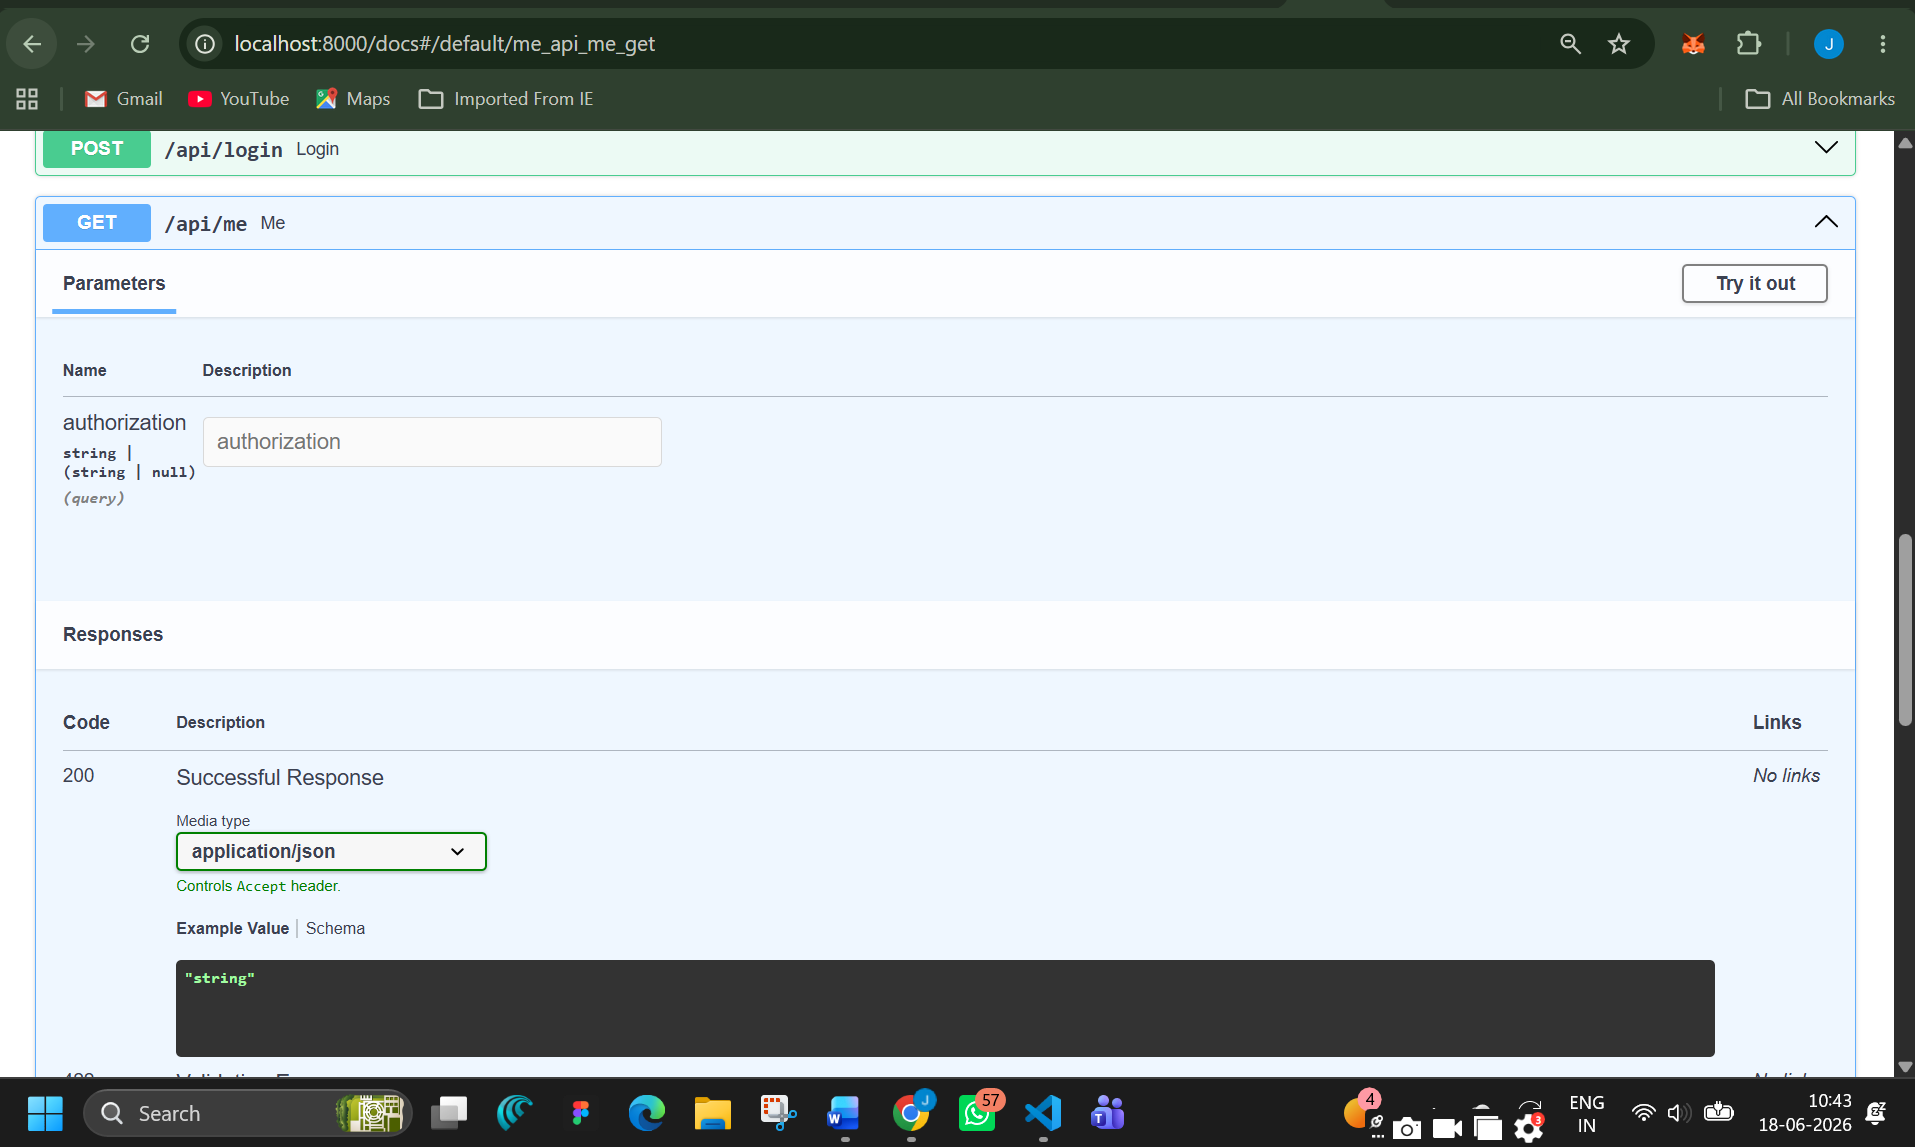 localhost:8000/docs#/default/me_api_me_get
J
Gmail
YouTube
Maps
Imported From IE
All Bookmarks
POST /api/login Login
GET /api/me Me
Parameters
Try it out
Name Description
authorization
string |
(string | null)
(query)
authorization
Responses
Code Description Links
200 Successful Response No links
Media type
application/json
Controls Accept header.
Example Value Schema
"string"
Search
J
57
4
3
ENG
IN
10:43
18-06-2026